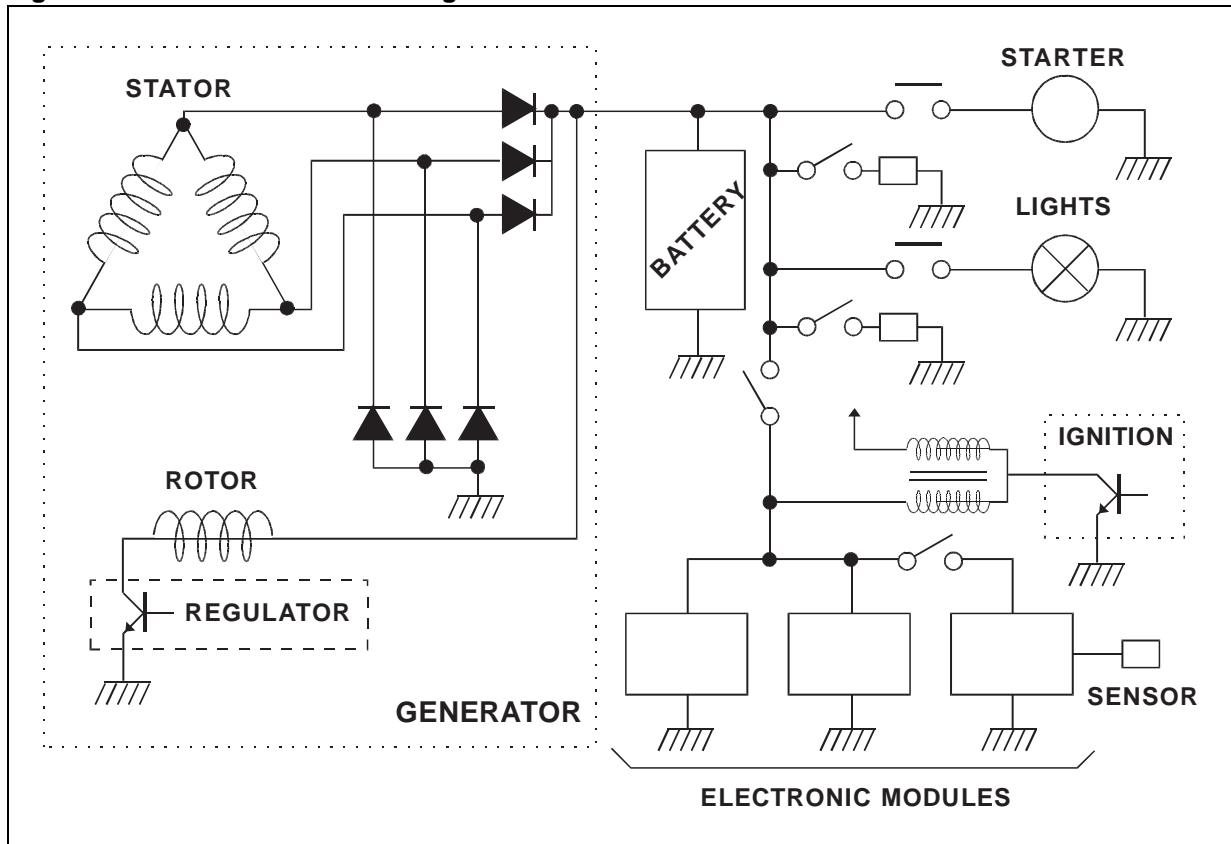 STARTER
STATOR
BATTERY
LIGHTS
IGNITION
ROTOR
REGULATOR
SENSOR
GENERATOR
ELECTRONIC MODULES